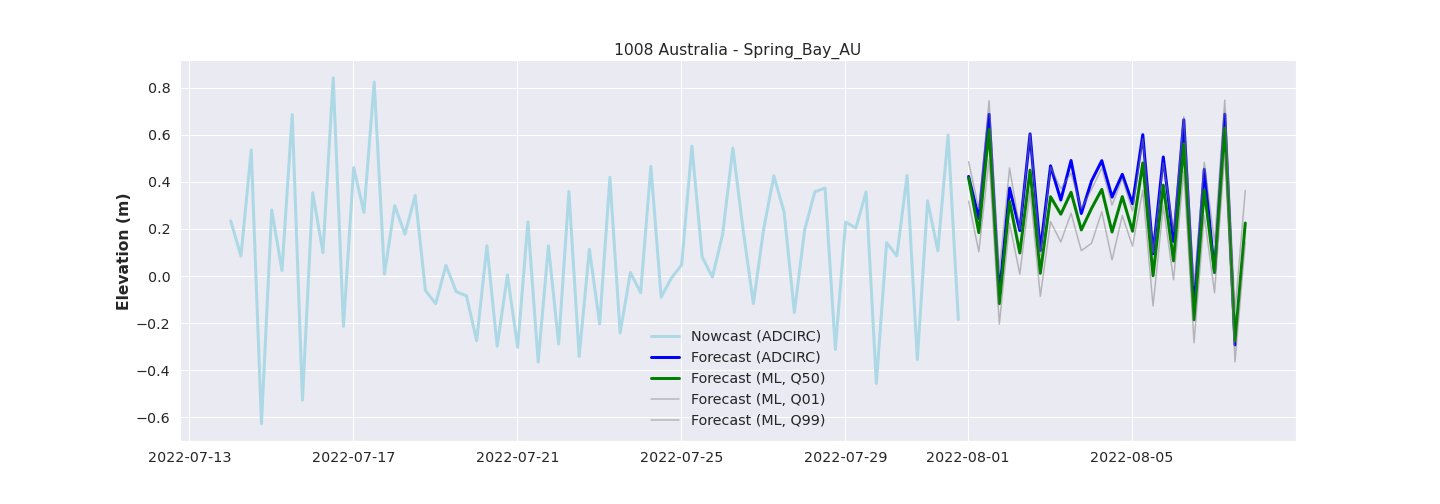 1008 Australia - Spring_Bay_AU
Elevation (m)
0.8
0.6
0.4
0.2
0.0
−0.2
−0.4
−0.6
Nowcast (ADCIRC)
Forecast (ADCIRC)
Forecast (ML, Q50)
Forecast (ML, Q01)
Forecast (ML, Q99)
2022-07-13 2022-07-17 2022-07-21 2022-07-25 2022-07-29 2022-08-01 2022-08-05